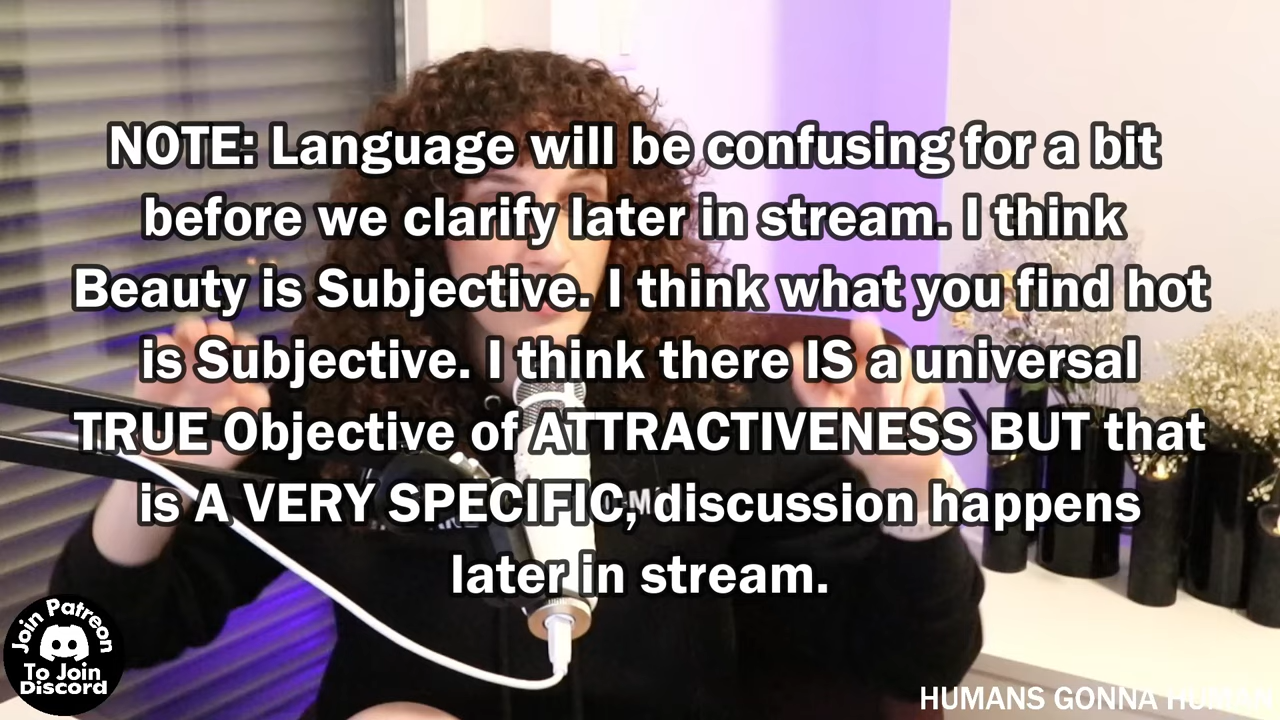 NOTE: Language will be confusing for a bit
before we clarify later in stream. I think
Beauty is Subjective. I think what you find hot
is Subjective. I think there IS a universal
TRUE Objective of ATTRACTIVENESS BUT that
is A VERY SPECIFIC, discussion happens
later in stream.
Join Patreon
To Join
Discord
HUMANS GONNA HUMAN